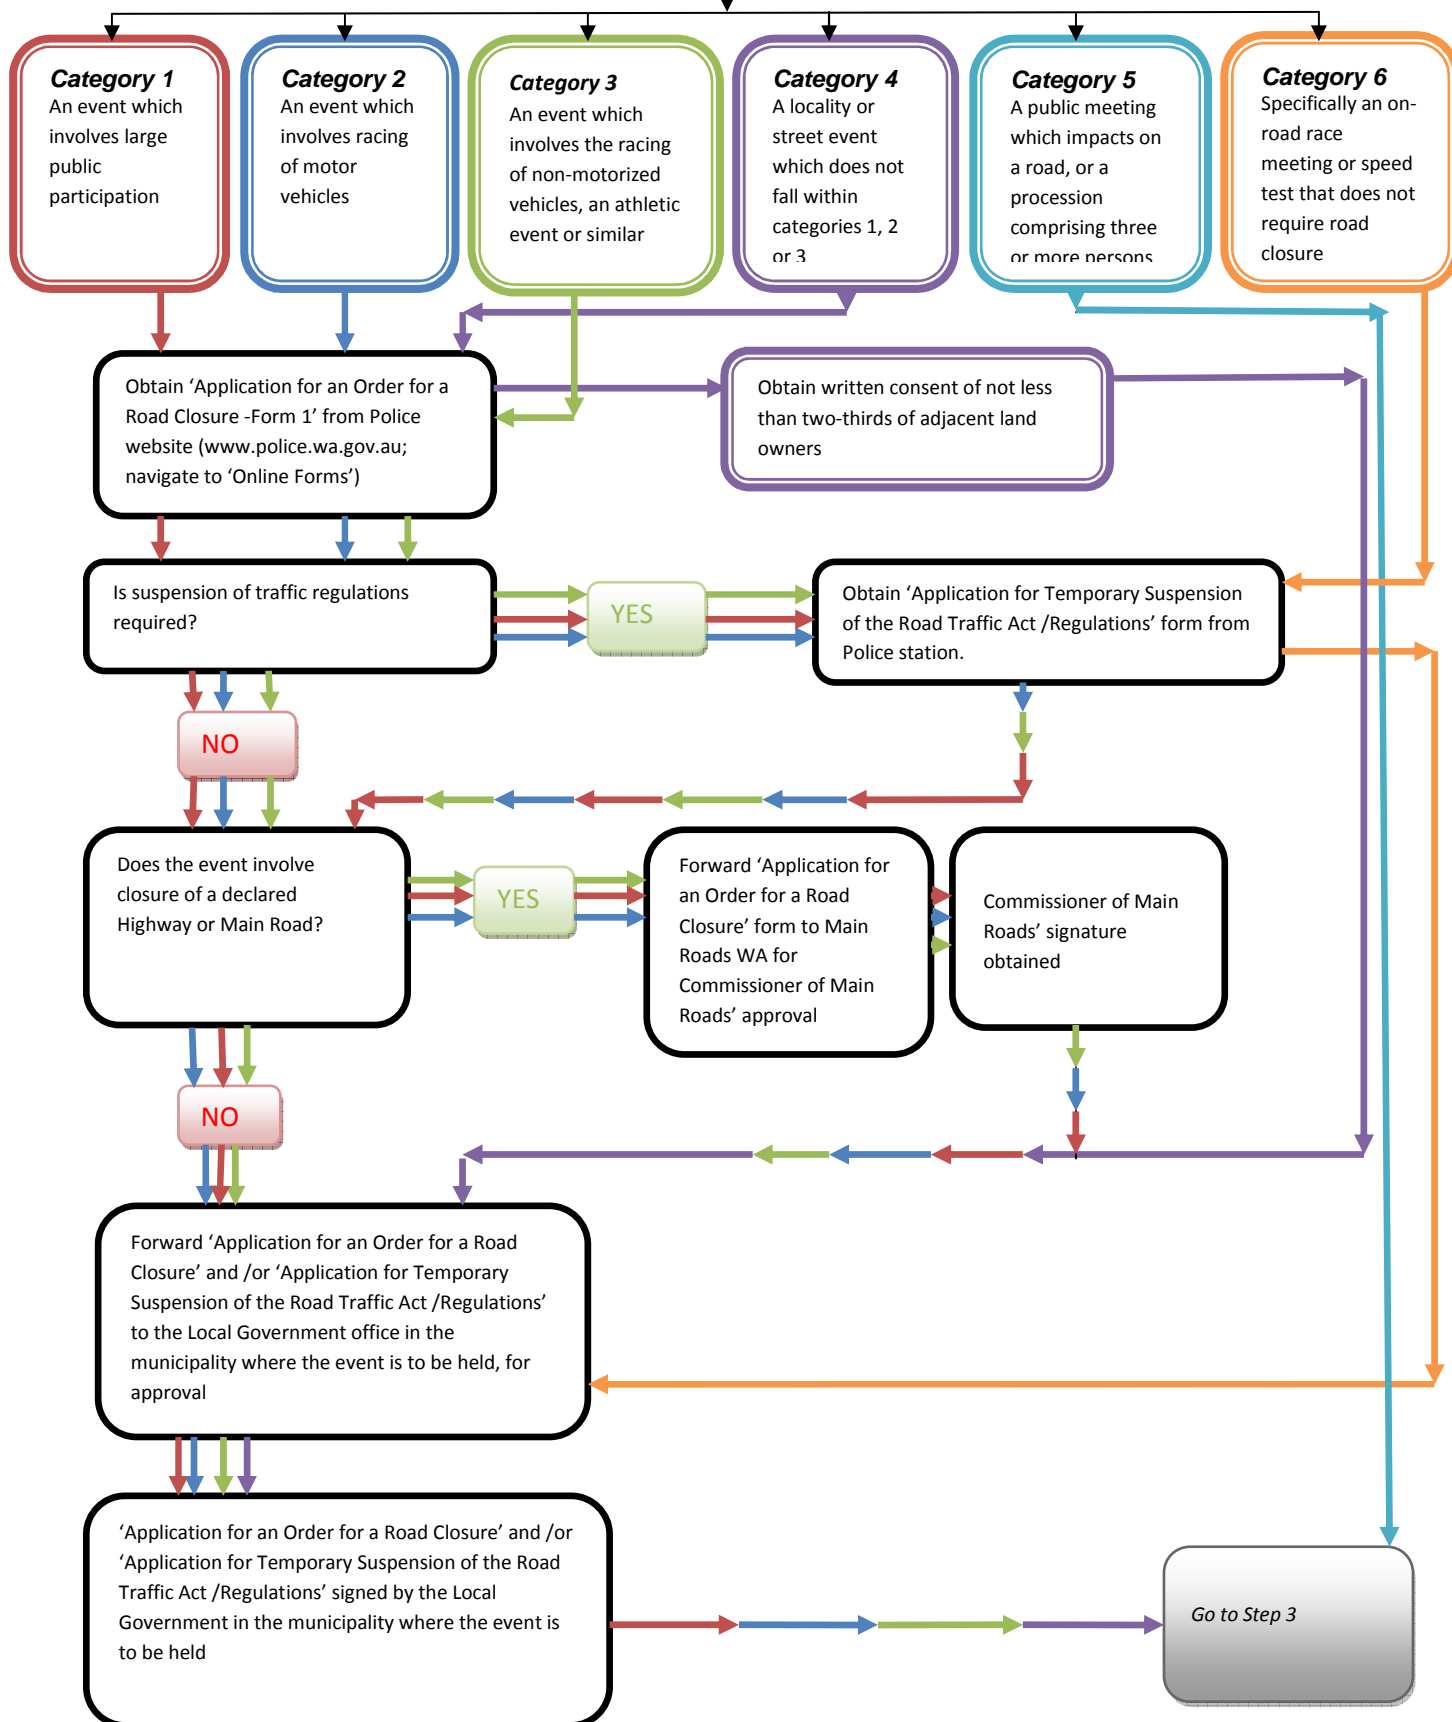 Category 1
An event which
involves large
public
participation
Category 2
An event which
involves racing
of motor
vehicles
Category 3
An event which
involves the racing
of non-motorized
vehicles, an athletic
event or similar
Category 4
A locality or
street event
which does not
fall within
categories 1, 2
or 3
Category 5
A public meeting
which impacts on
a road, or a
procession
comprising three
or more persons
Category 6
Specifically an on-
road race
meeting or speed
test that does not
require road
closure
Obtain ‘Application for an Order for a
Road Closure -Form 1’ from Police
website (www.police.wa.gov.au;
navigate to ‘Online Forms’)
Obtain written consent of not less
than two-thirds of adjacent land
owners
Is suspension of traffic regulations
required?
YES
Obtain ‘Application for Temporary Suspension
of the Road Traffic Act /Regulations’ form from
Police station.
NO
Does the event involve
closure of a declared
Highway or Main Road?
YES
Forward ‘Application for
an Order for a Road
Closure’ form to Main
Roads WA for
Commissioner of Main
Roads’ approval
Commissioner of Main
Roads’ signature
obtained
NO
Forward ‘Application for an Order for a Road
Closure’ and /or ‘Application for Temporary
Suspension of the Road Traffic Act /Regulations’
to the Local Government office in the
municipality where the event is to be held, for
approval
‘Application for an Order for a Road Closure’ and /or
‘Application for Temporary Suspension of the Road
Traffic Act /Regulations’ signed by the Local
Government in the municipality where the event is
to be held
Go to Step 3